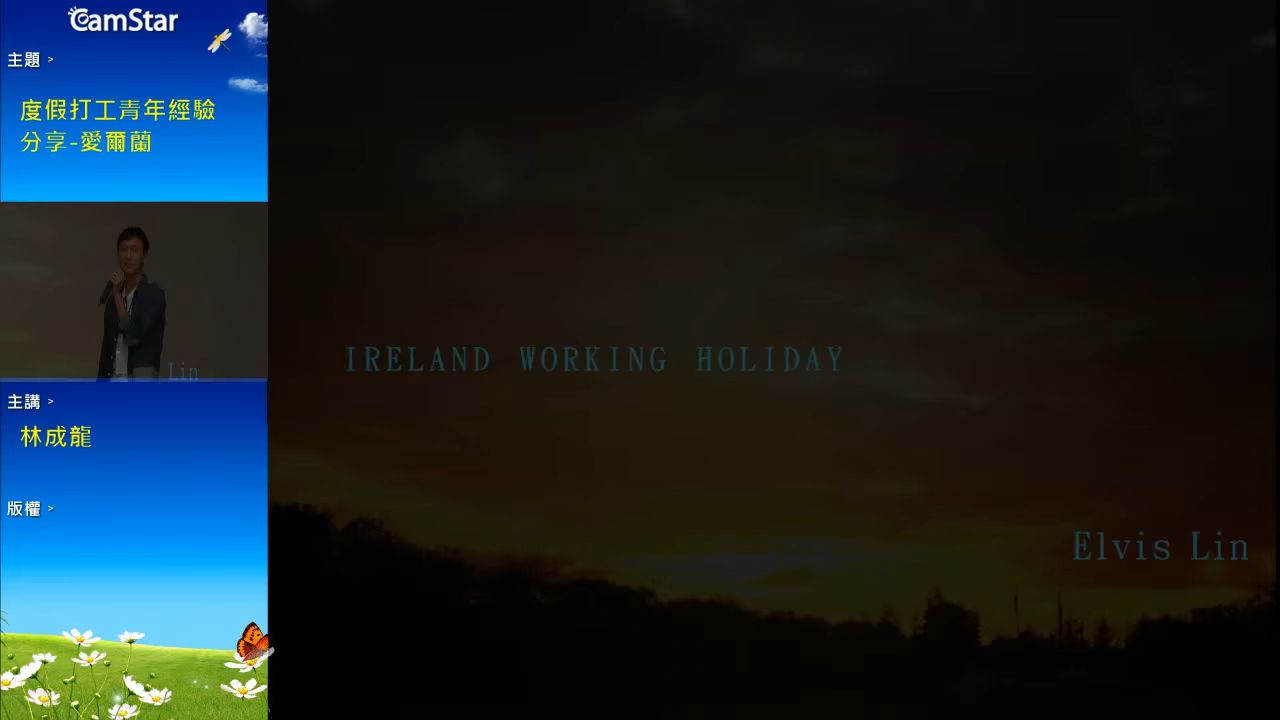 CamStar
主題 >
度假打工青年經驗
分享-愛爾蘭
Lin
主講 >
林成龍
版權 >
IRELAND WORKING HOLIDAY
Elvis Lin